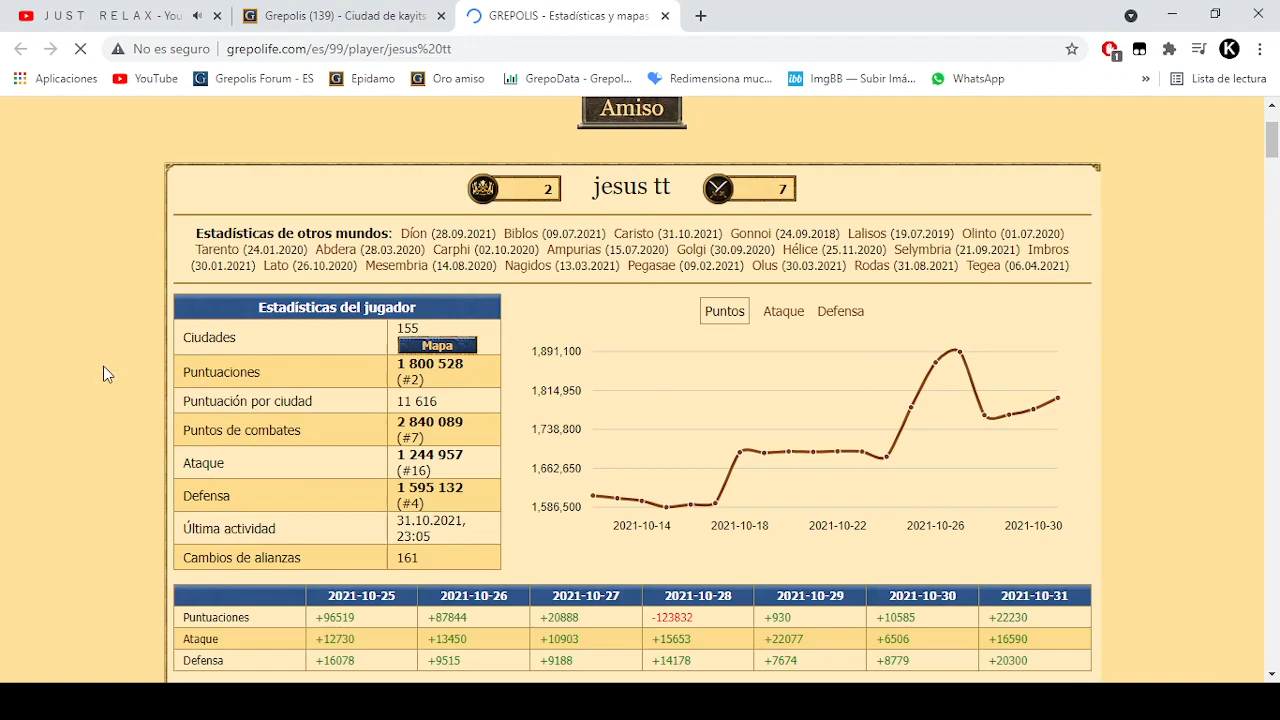 J U S T   R E L A X - You
Grepolis (139) - Ciudad de kayits
GREPOLIS - Estadísticas y mapas
No es seguro
grepolife.com/es/99/player/jesus%20tt
1
K
Aplicaciones
YouTube
Grepolis Forum - ES
Epidamo
Oro amiso
GrepoData - Grepol...
Redimensiona muc...
ibb
ImgBB — Subir Imá...
WhatsApp
»
Lista de lectura
Amiso
2
jesus tt
7
Estadísticas de otros mundos: Díon (28.09.2021) Biblos (09.07.2021) Caristo (31.10.2021) Gonnoi (24.09.2018) Lalisos (19.07.2019) Olinto (01.07.2020)
Tarento (24.01.2020) Abdera (28.03.2020) Carphi (02.10.2020) Ampurias (15.07.2020) Golgi (30.09.2020) Hélice (25.11.2020) Selymbria (21.09.2021) Imbros
(30.01.2021) Lato (26.10.2020) Mesembria (14.08.2020) Nagidos (13.03.2021) Pegasae (09.02.2021) Olus (30.03.2021) Rodas (31.08.2021) Tegea (06.04.2021)
Estadísticas del jugador
Ciudades
155
Mapa
Puntuaciones
1 800 528
(#2)
Puntuación por ciudad
11 616
Puntos de combates
2 840 089
(#7)
Ataque
1 244 957
(#16)
Defensa
1 595 132
(#4)
Última actividad
31.10.2021,
23:05
Cambios de alianzas
161
Puntos Ataque Defensa
1,891,100
1,814,950
1,738,800
1,662,650
1,586,500
2021-10-14 2021-10-18 2021-10-22 2021-10-26 2021-10-30
2021-10-25 2021-10-26 2021-10-27 2021-10-28 2021-10-29 2021-10-30 2021-10-31
Puntuaciones +96519 +87844 +20888 -123832 +930 +10585 +22230
Ataque +12730 +13450 +10903 +15653 +22077 +6506 +16590
Defensa +16078 +9515 +9188 +14178 +7674 +8779 +20300